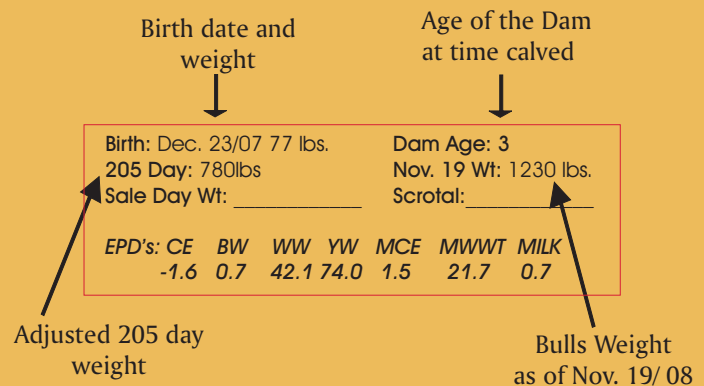 Birth date and
weight
Age of the Dam
at time calved
Birth: Dec. 23/07 77 lbs. Dam Age: 3
205 Day: 780lbs Nov. 19 Wt: 1230 lbs.
Sale Day Wt: ____________ Scrotal:____________
EPD's: CE BW WW YW MCE MWWT MILK
-1.6 0.7 42.1 74.0 1.5 21.7 0.7
Adjusted 205 day
weight
Bulls Weight
as of Nov. 19/ 08